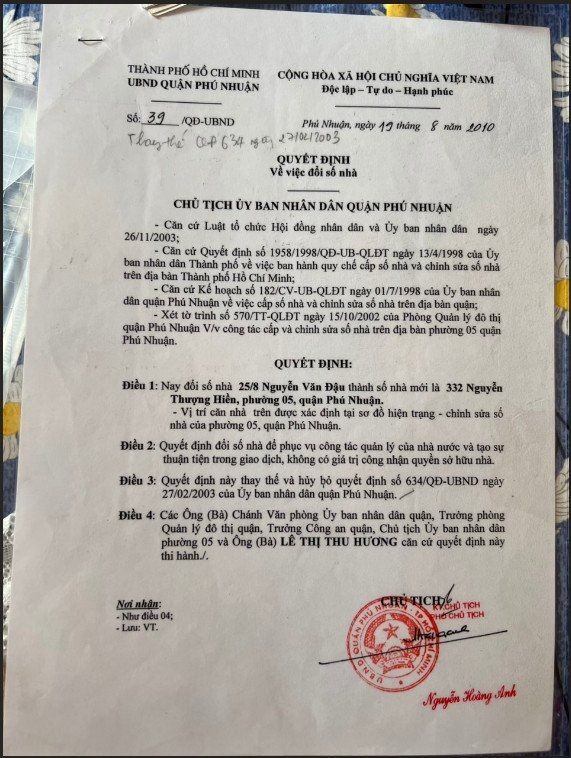 THÀNH PHỐ HỒ CHÍ MINH
UBND QUẬN PHÚ NHUẬN
CỘNG HÒA XÃ HỘI CHỦ NGHĨA VIỆT NAM
Độc lập – Tự do – Hạnh phúc
Số: 39 /QĐ-UBND
Phú Nhuận, ngày 19 tháng 8 năm 2010
Thay thế QĐ 634 ngày 27/02/2003
QUYẾT ĐỊNH
Về việc đổi số nhà
CHỦ TỊCH ỦY BAN NHÂN DÂN QUẬN PHÚ NHUẬN
- Căn cứ Luật tổ chức Hội đồng nhân dân và Ủy ban nhân dân ngày
26/11/2003;
- Căn cứ Quyết định số 1958/1998/QĐ-UB-QLĐT ngày 13/4/1998 của Ủy
ban nhân dân Thành phố về việc ban hành quy chế cấp số nhà và chỉnh sửa số nhà
trên địa bàn Thành phố Hồ Chí Minh;
- Căn cứ Kế hoạch số 182/CV-UB-QLĐT ngày 01/7/1998 của Ủy ban nhân
dân quận Phú Nhuận về việc cấp số nhà và chỉnh sửa số nhà trên địa bàn quận;
- Xét tờ trình số 570/TT-QLĐT ngày 15/10/2002 của Phòng Quản lý đô thị
quận Phú Nhuận V/v công tác cấp và chỉnh sửa số nhà trên địa bàn phường 05 quận
Phú Nhuận.
QUYẾT ĐỊNH:
Điều 1: Nay đổi số nhà 25/8 Nguyễn Văn Đậu thành số nhà mới là 332 Nguyễn
Thượng Hiền, phường 05, quận Phú Nhuận.
- Vị trí căn nhà trên được xác định tại sơ đồ hiện trạng - chỉnh sửa số
nhà của phường 05, quận Phú Nhuận.
Điều 2: Quyết định đổi số nhà để phục vụ công tác quản lý của nhà nước và tạo sự
thuận tiện trong giao dịch, không có giá trị công nhận quyền sở hữu nhà.
Điều 3: Quyết định này thay thế và hủy bỏ quyết định số 634/QĐ-UBND ngày
27/02/2003 của Ủy ban nhân dân quận Phú Nhuận.
Điều 4: Các Ông (Bà) Chánh Văn phòng Ủy ban nhân dân quận, Trưởng phòng
Quản lý đô thị quận, Trưởng Công an quận, Chủ tịch Ủy ban nhân dân
phường 05 và Ông (Bà) LÊ THỊ THU HƯƠNG căn cứ quyết định này
thi hành./.
Nơi nhận:
- Như điều 04;
- Lưu: VT.
CHỦ TỊCH
KT.CHỦ TỊCH
PHÓ CHỦ TỊCH
U.B.N.D QUẬN PHÚ NHUẬN - T.P HỒ CHÍ MINH
Nguyễn Hoàng Anh